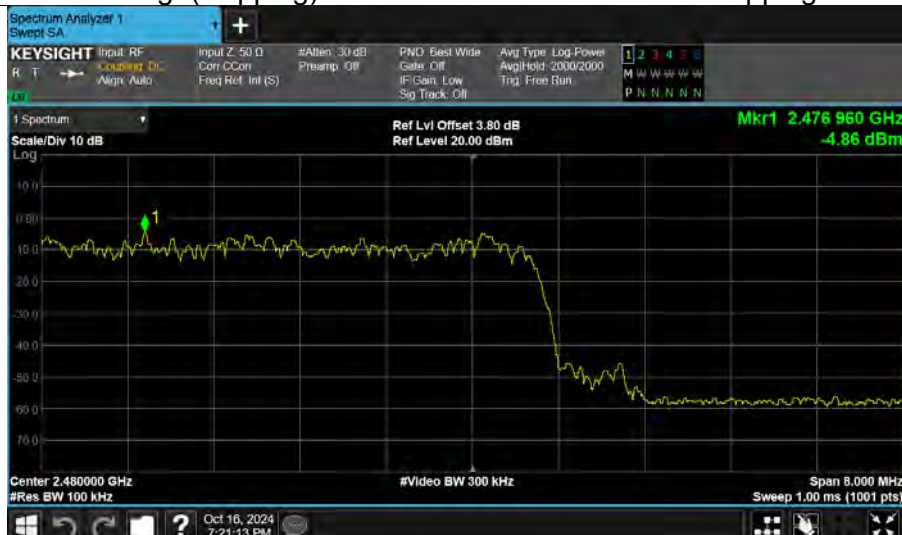 Spectrum Analyzer 1
Swept SA
+
KEYSIGHT Input: RF
R T Coupling: DC
Align: Auto
Input Z: 50 Ω
Corr CCorr
Freq Ref: Int (S)
#Atten: 30 dB
Preamp: Off
PNO: Best Wide
Gate: Off
IF Gain: Low
Sig Track: Off
Avg Type: Log-Power
Avg|Hold: 2000/2000
Trig: Free Run
1 2 3 4 5 6
M W W W W W
P N N N N N
1 Spectrum
Scale/Div 10 dB
Ref Lvl Offset 3.80 dB
Ref Level 20.00 dBm
Mkr1 2.476 960 GHz
-4.86 dBm
Log
10.0
0.00
-10.0
-20.0
-30.0
-50.0
-60.0
-70.0
1
Center 2.480000 GHz
#Res BW 100 kHz
#Video BW 300 kHz
Span 8.000 MHz
Sweep 1.00 ms (1001 pts)
?
Oct 16, 2024
7:21:13 PM